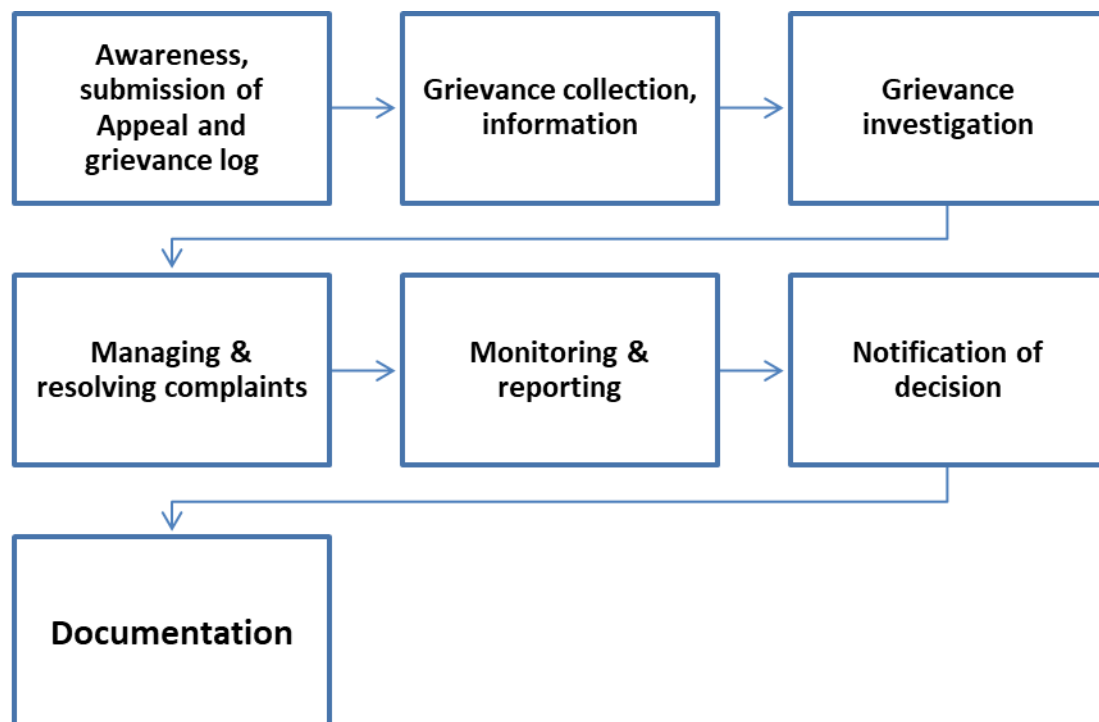 Awareness,
submission of
Appeal and
grievance log
Grievance collection,
information
Grievance
investigation
Managing &
resolving complaints
Monitoring &
reporting
Notification of
decision
Documentation